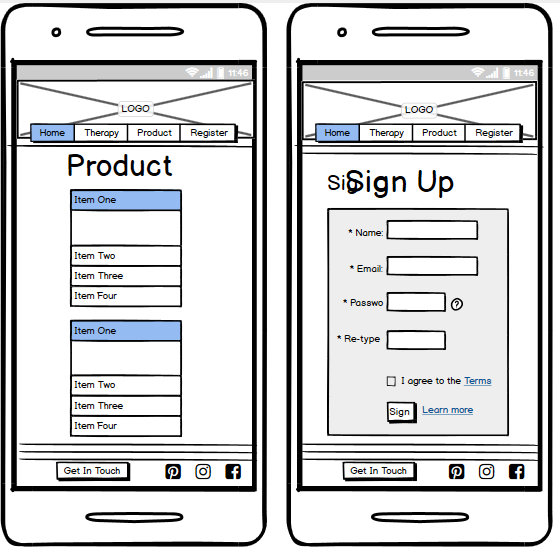 11:46
LOGO
Home Therapy Product Register
Product
Item One
Item Two
Item Three
Item Four
Item One
Item Two
Item Three
Item Four
Get In Touch
11:46
LOGO
Home Therapy Product Register
Sig
Sign Up
* Name:
* Email:
* Passwo
* Re-type
I agree to the Terms
Sign Learn more
Get In Touch